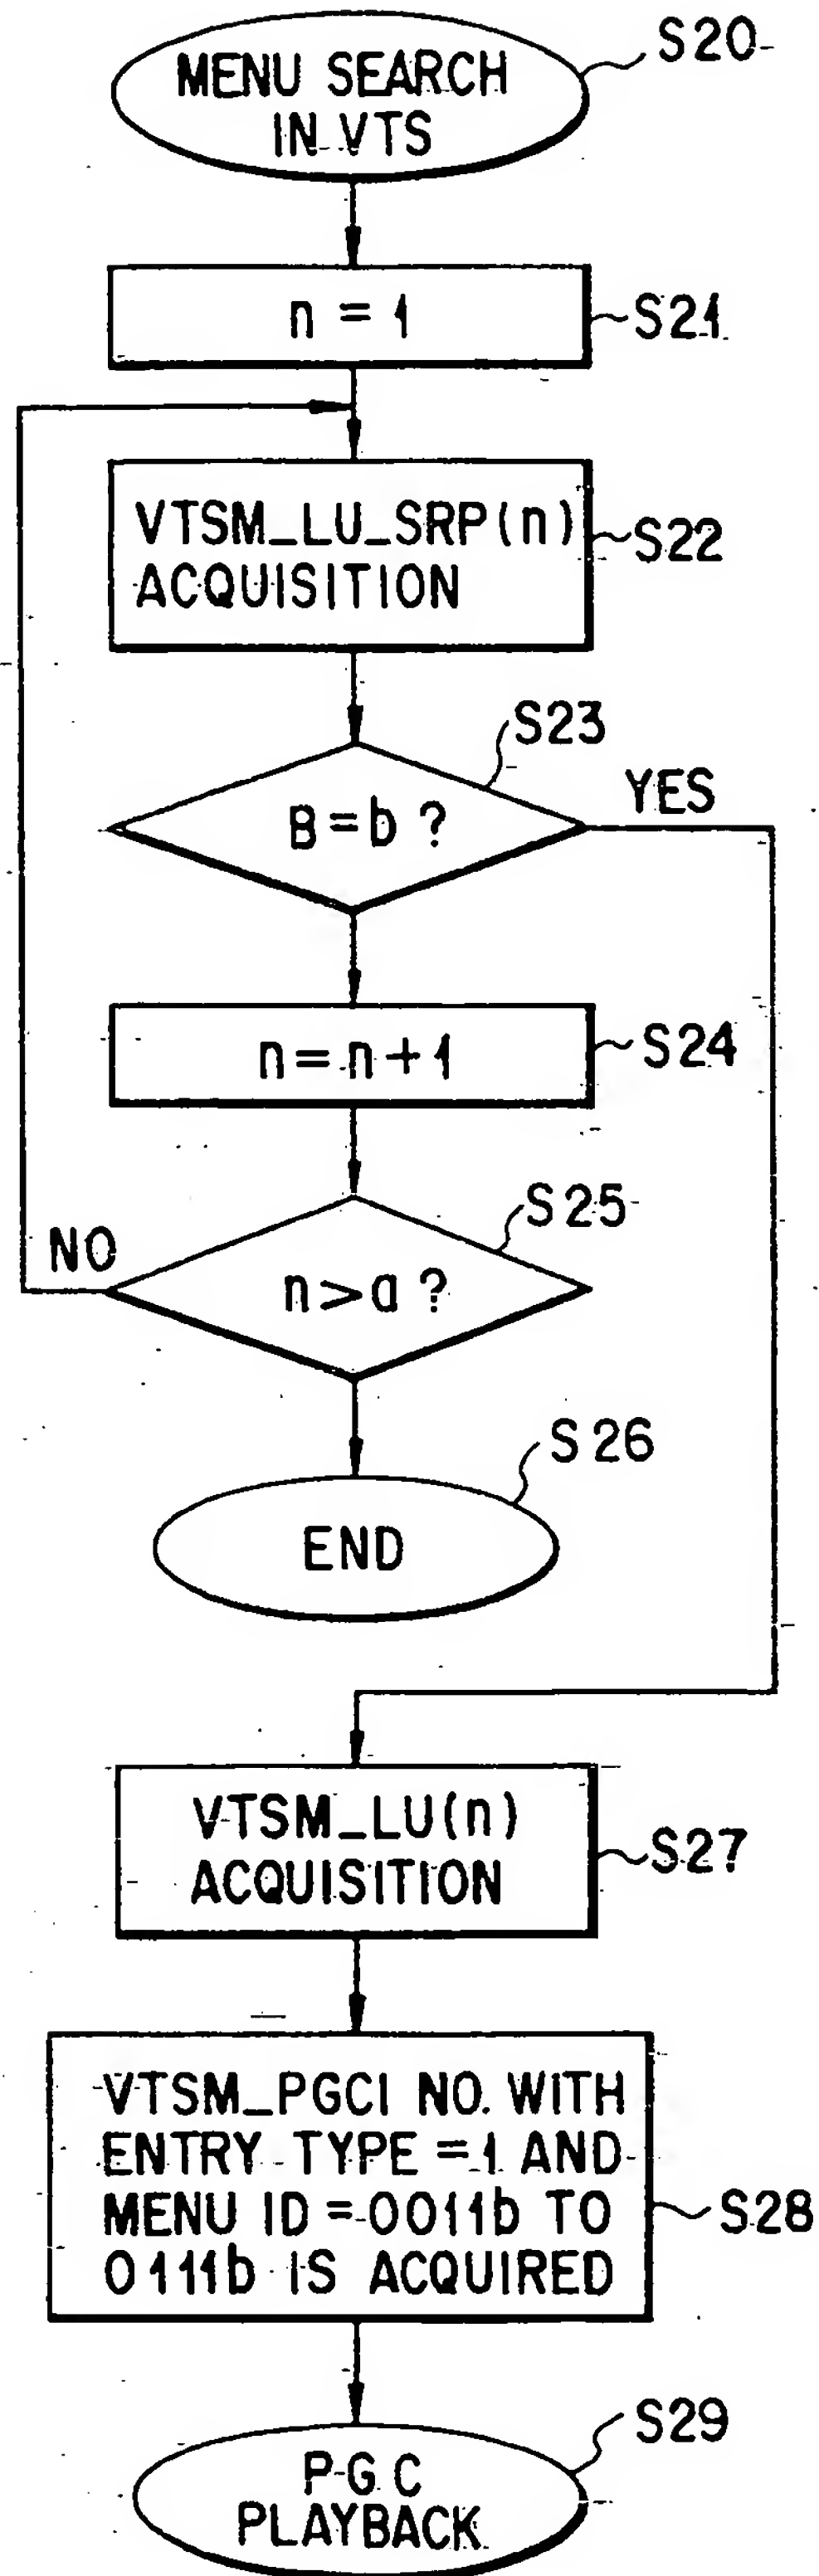 MENU SEARCH
IN VTS
S20
n = 1
S21
VTSM_LU_SRP(n)
ACQUISITION
S22
S23
B = b ?
YES
n = n + 1
S24
S25
NO
n > a ?
S26
END
VTSM_LU(n)
ACQUISITION
S27
VTSM_PGCI NO. WITH
ENTRY TYPE = 1 AND
MENU ID = 0011b TO
0111b IS ACQUIRED
S28
S29
PGC
PLAYBACK